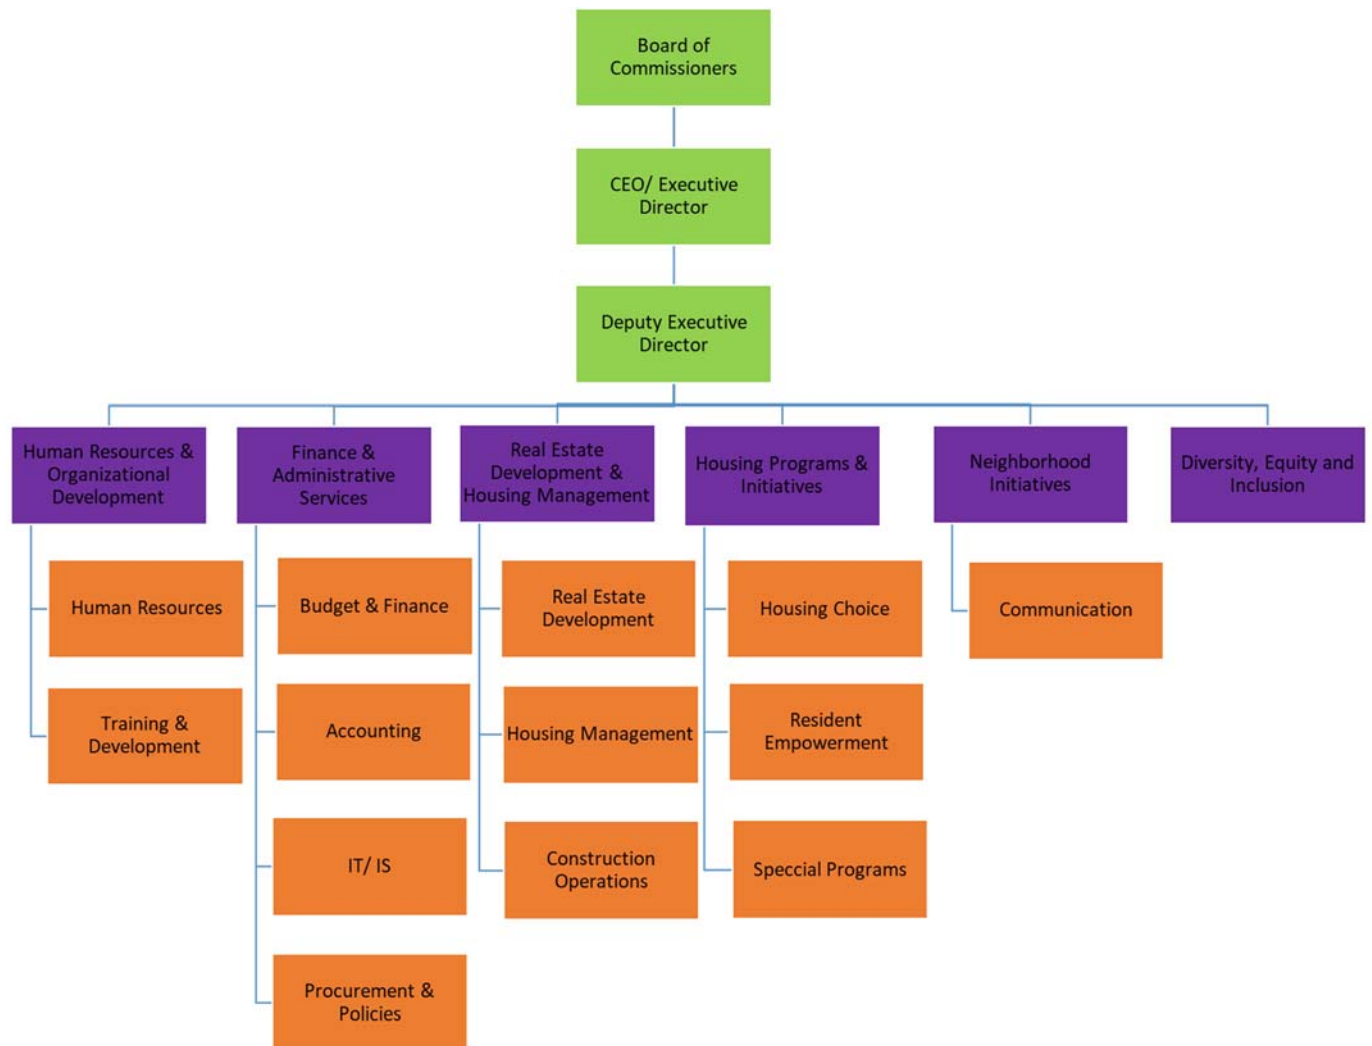 Board of
Commissioners
CEO/ Executive
Director
Deputy Executive
Director
Human Resources &
Organizational
Development
Finance &
Administrative
Services
Real Estate
Development &
Housing Management
Housing Programs &
Initiatives
Neighborhood
Initiatives
Diversity, Equity and
Inclusion
Human Resources
Budget & Finance
Real Estate
Development
Housing Choice
Communication
Training &
Development
Accounting
Housing Management
Resident
Empowerment
IT/ IS
Construction
Operations
Speccial Programs
Procurement &
Policies